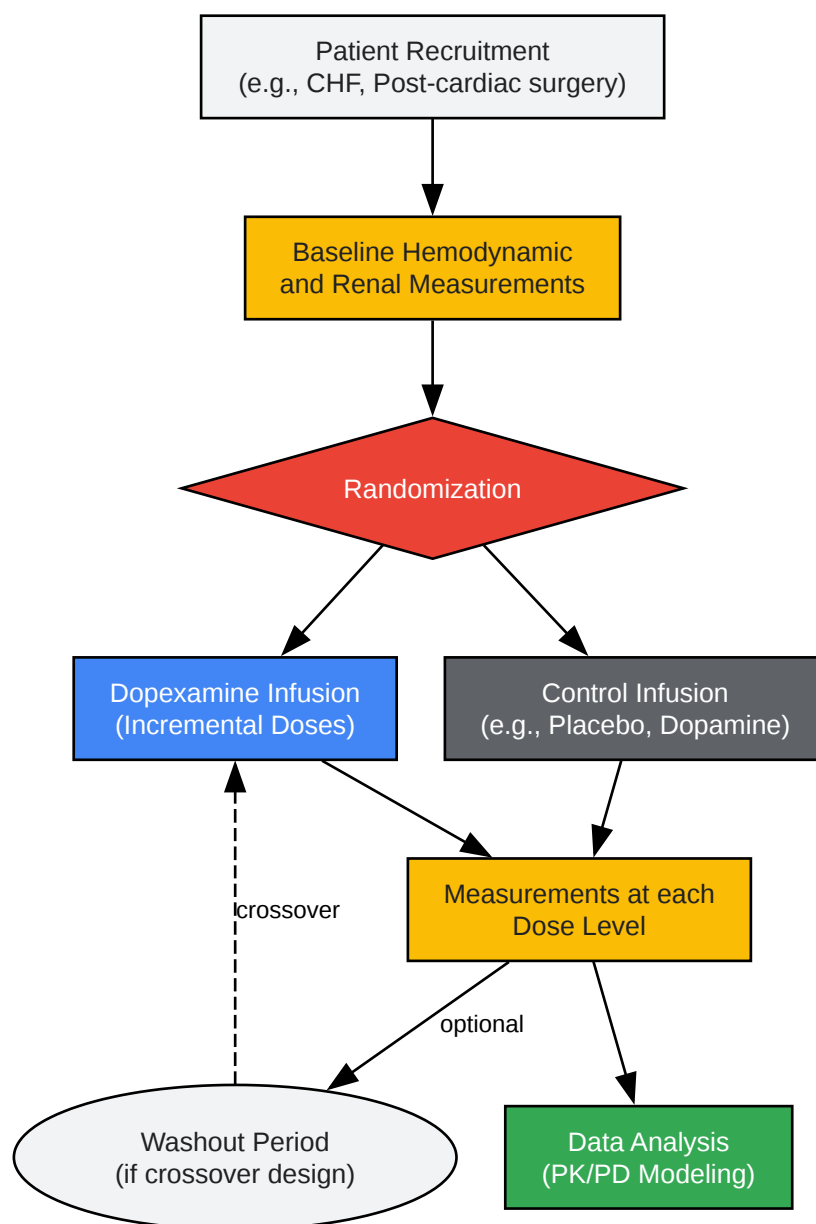 Patient Recruitment
(e.g., CHF, Post-cardiac surgery)
Baseline Hemodynamic
and Renal Measurements
Randomization
Dopexamine Infusion
(Incremental Doses)
Control Infusion
(e.g., Placebo, Dopamine)
Measurements at each
Dose Level
crossover
optional
Washout Period
(if crossover design)
Data Analysis
(PK/PD Modeling)